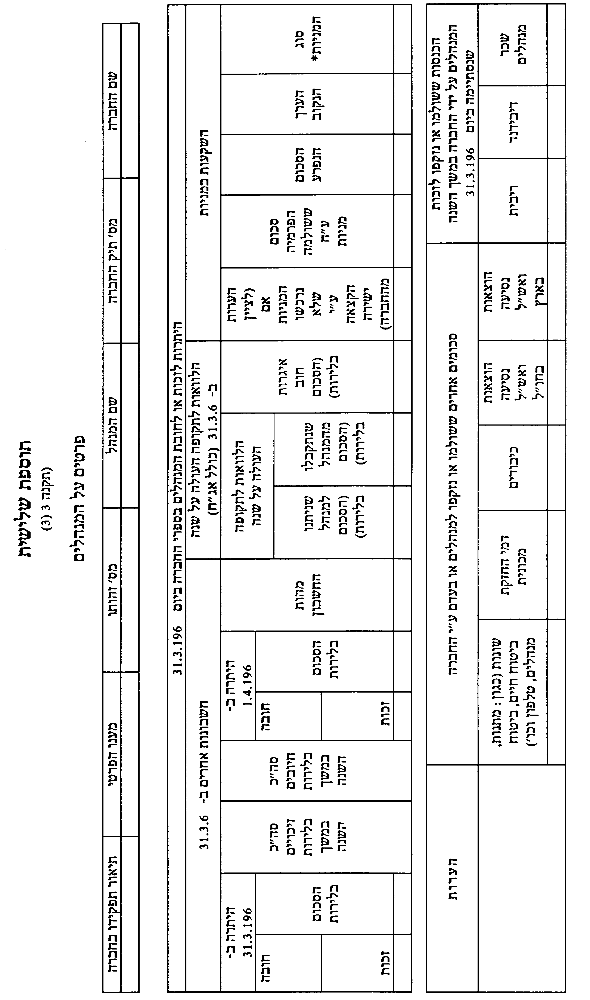 תוספת שלישית
(תקנה 3 (3)
פרטים על המנהלים
שם החברה
מס' תיק החברה
שם המנהל
מס' זהותו
מענו הפרטי
תיאור תפקידו בחברה
היתרות לזכות או לחובת המנהלים בספרי החברה ביום 31.3.196
השקעות במניות
הלוואות לתקופה העולה על שנה
ב- 31.3.6 (כולל אג"ח)
חשבונות אחרים ב- 31.3.6
סוג
המניות*
הערך
הנקוב
הסכום
הנפרע
סכום
הפרמיה
ששולמה
ע"ח
מניות
הערות
(לציין
אם
המניות
נרכשו
שלא
ע"י
הקצאה
ישירה
מהחברה)
איגרות
חוב
(הסכום
בלירות)
הלוואות לתקופה
העולה על שנה
שנתקבלו
מהמנהל
(הסכום
בלירות)
שניתנו
למנהל
(הסכום
בלירות)
מהות
החשבון
היתרה ב-
1.4.196
הסכום
בלירות
חובה
זכות
סה"כ
חיובים
בלירות
במשך
השנה
סה"כ
זיכויים
בלירות
במשך
השנה
היתרה ב-
31.3.196
הסכום
בלירות
חובה
זכות
הכנסות ששולמו או נזקפו לזכות
המנהלים על ידי החברה במשך השנה
שנסתיימה ביום 31.3.196
סכומים אחרים ששולמו או נזקפו למנהלים או בעדם ע"י החברה
הערות
שכר
מנהלים
דיבידנד
ריבית
הוצאות
נסיעה
ואש"ל
בארץ
הוצאות
נסיעה
ואש"ל
בחו"ל
כיבודים
דמי החזקת
מכונית
שונות (כגון: מתנות,
ביטוח חיים, ביטוח
מנהלים, טלפון וכו')